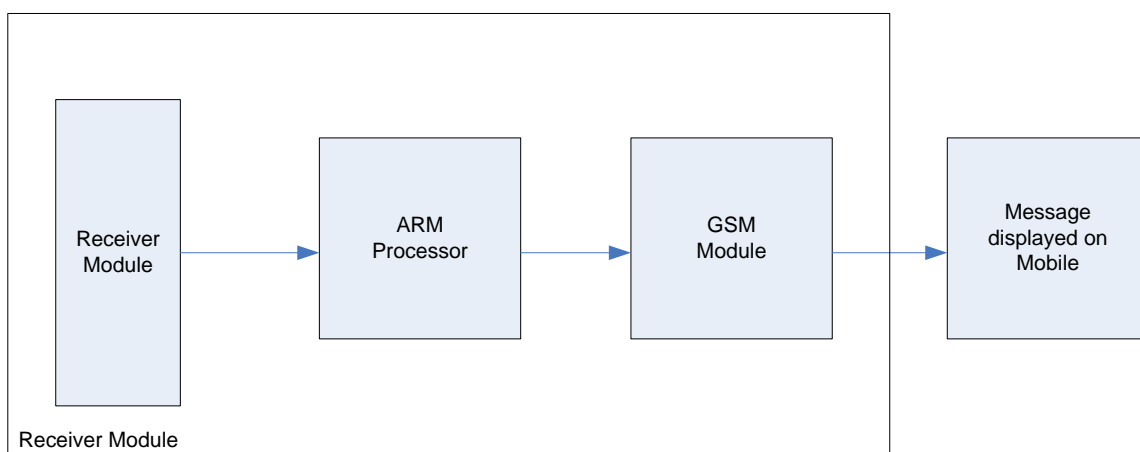 Receiver
Module
ARM
Processor
GSM
Module
Message
displayed on
Mobile
Receiver Module